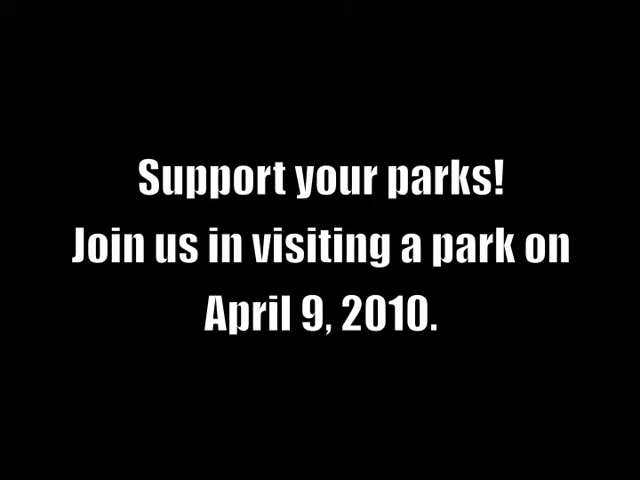 Support your parks!
Join us in visiting a park on
April 9, 2010.